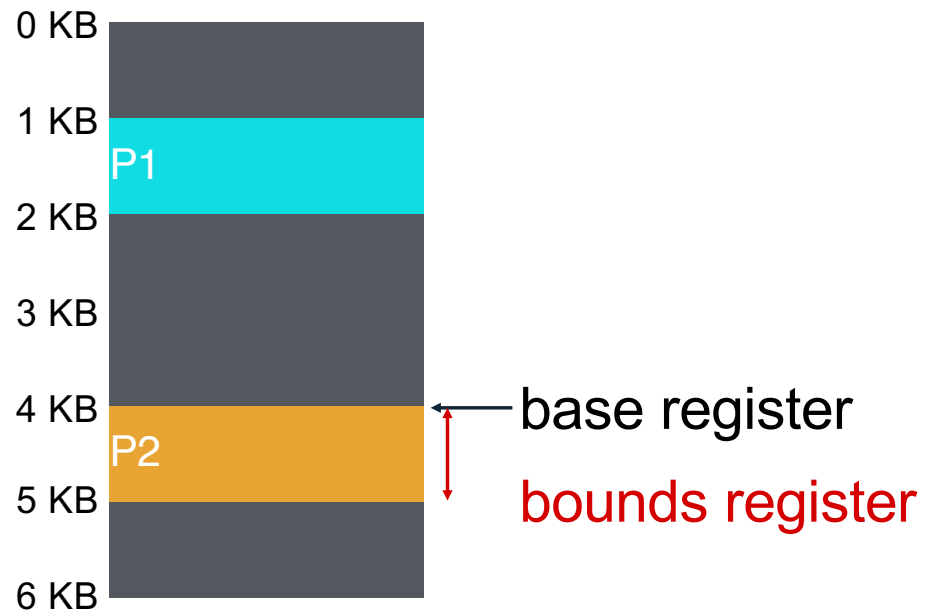 0 KB
1 KB
P1
2 KB
3 KB
4 KB
base register
P2
5 KB
bounds register
6 KB